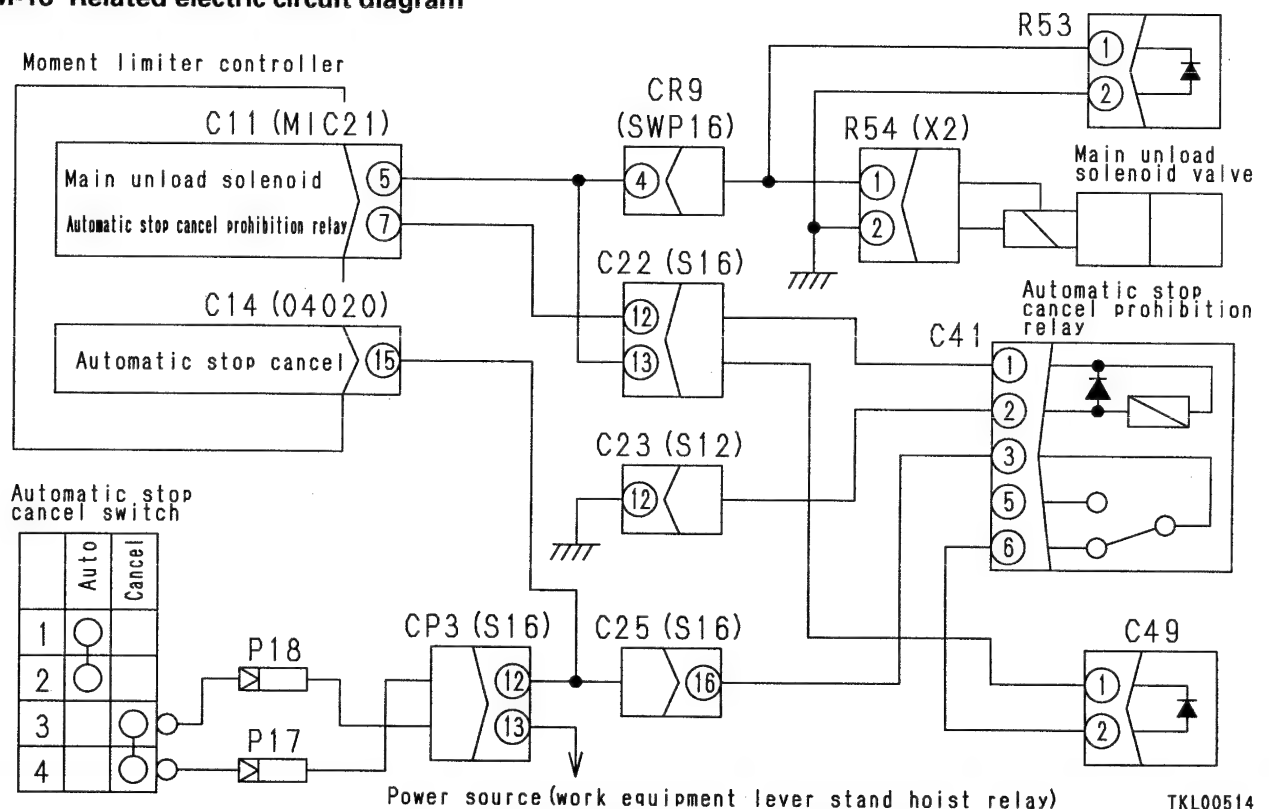 Related electric circuit diagram
R53
1
2
Moment limiter controller
C11 (MIC21)
Main unload solenoid
5
Automatic stop cancel prohibition relay
7
CR9
(SWP16)
4
R54 (X2)
1
2
Main unload
solenoid valve
C14 (04020)
Automatic stop cancel
15
C22 (S16)
12
13
Automatic stop
cancel prohibition
relay
C41
1
2
3
5
6
C23 (S12)
12
Automatic stop
cancel switch
Auto
Cancel
1
2
3
4
P18
P17
CP3 (S16)
12
13
C25 (S16)
16
C49
1
2
Power source (work equipment lever stand hoist relay)
TKL00514